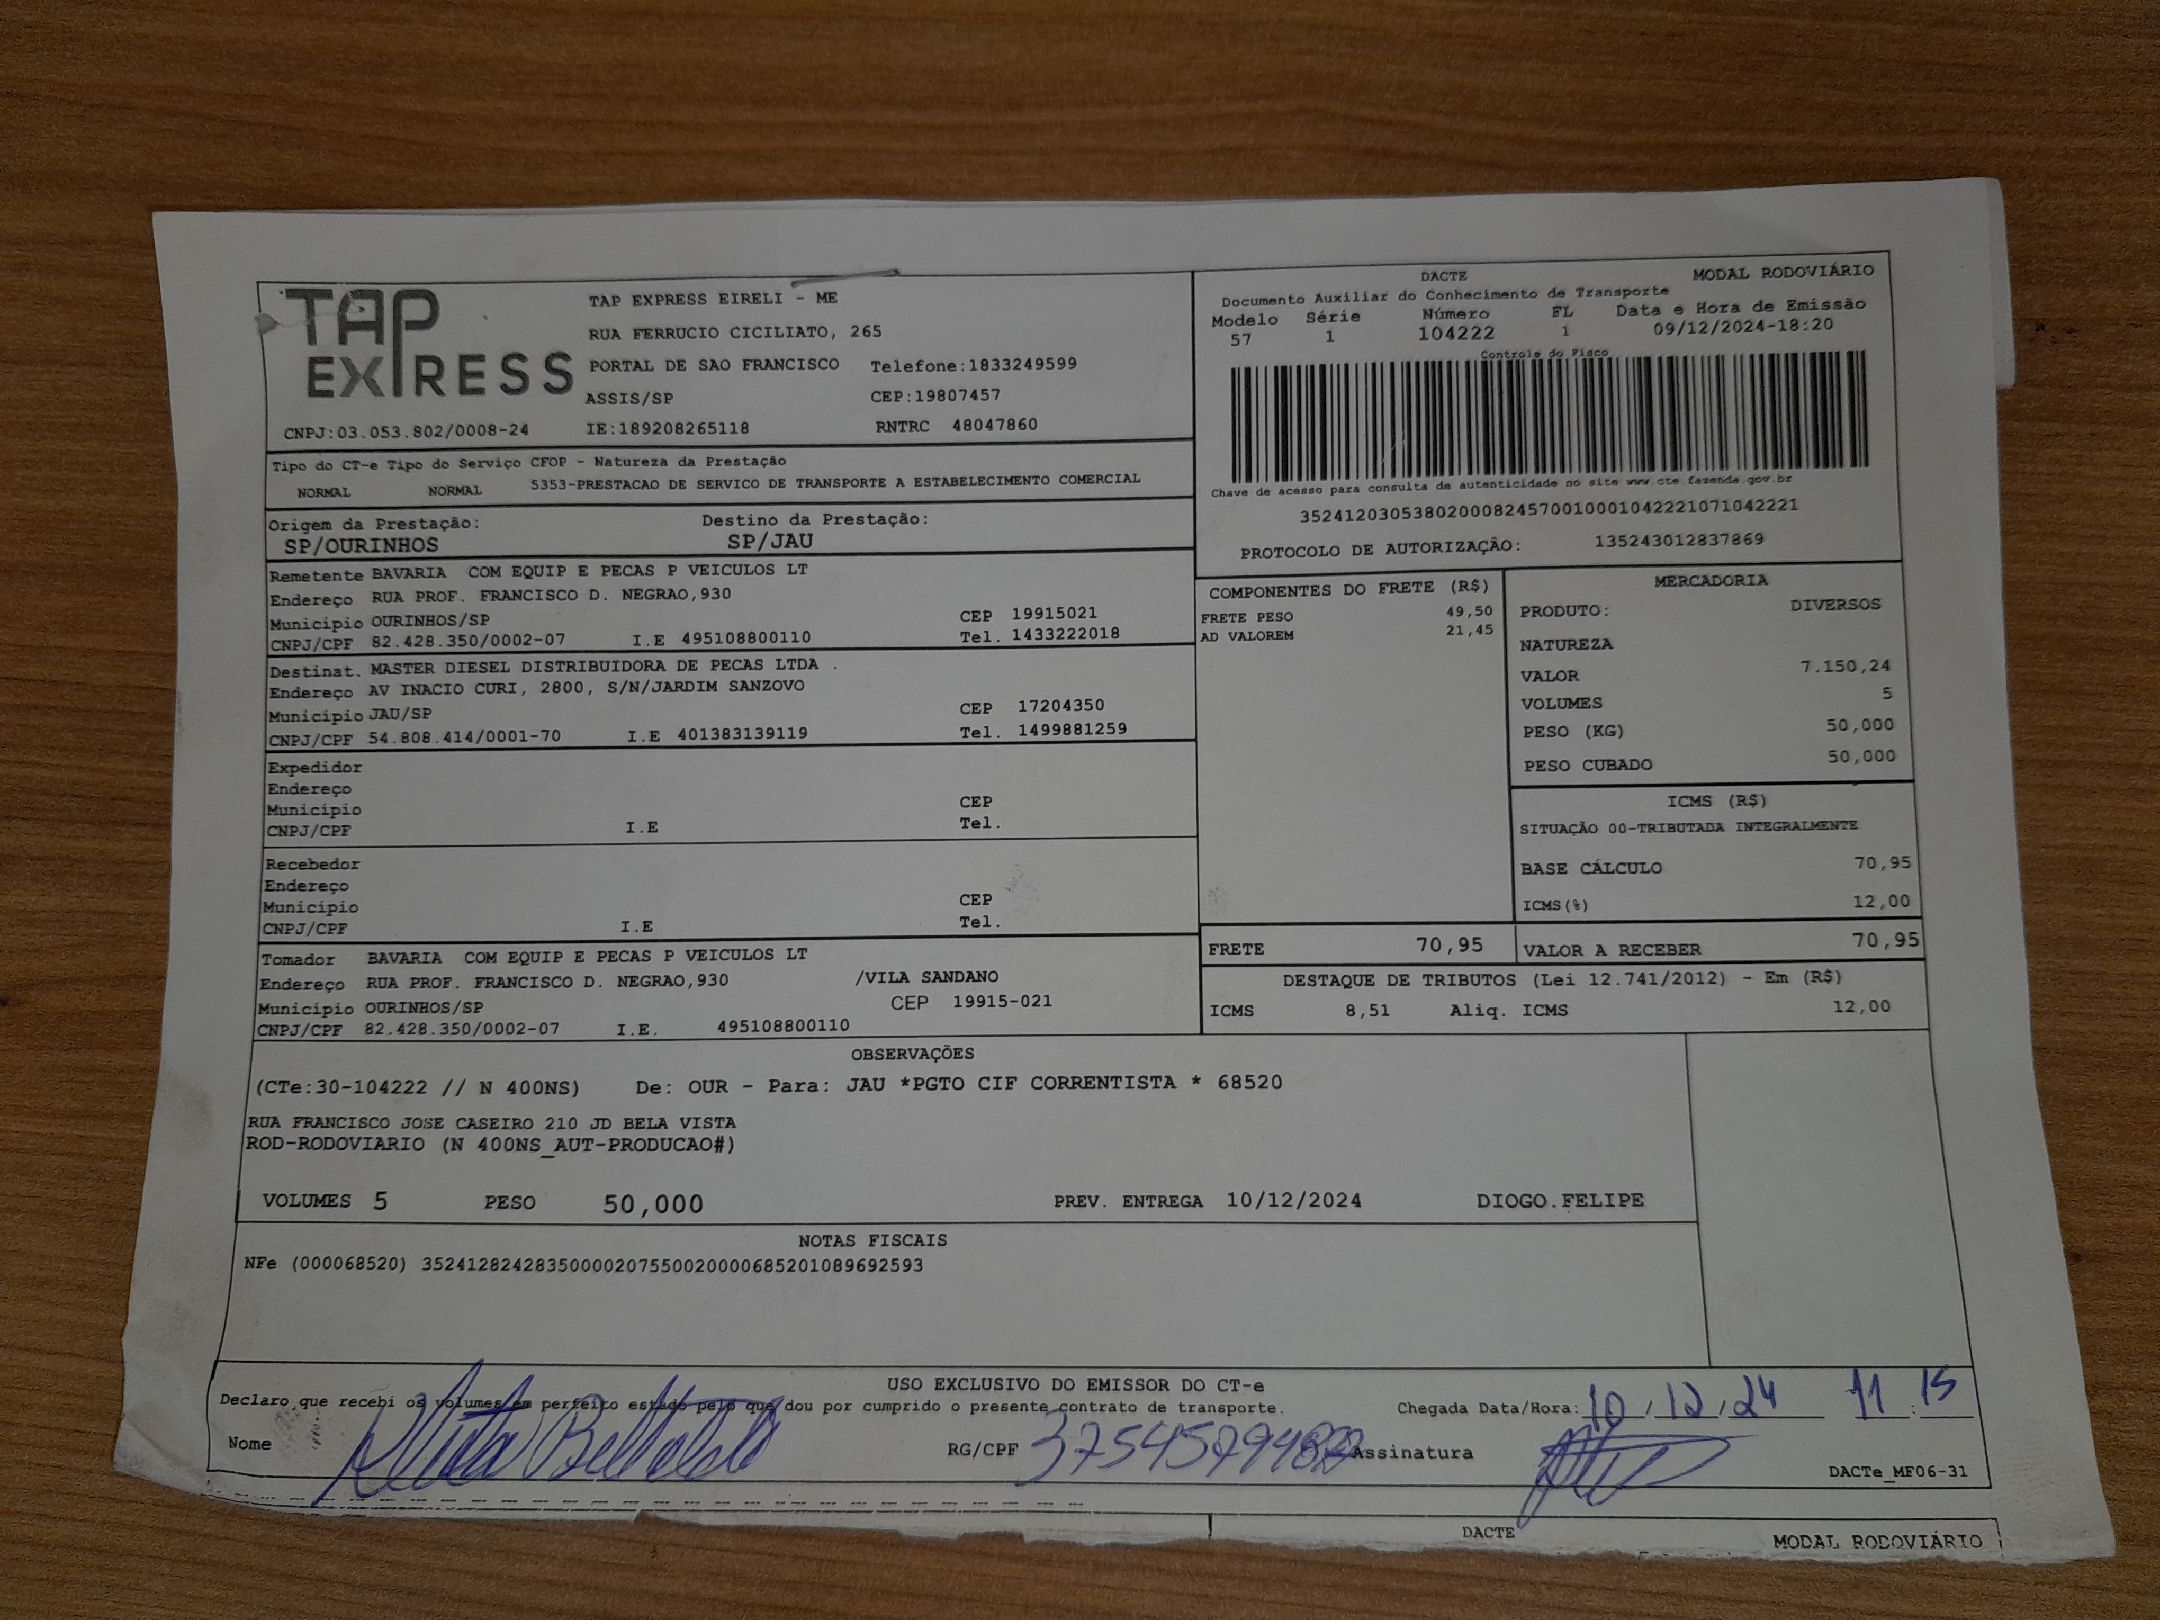 TAP EXPRESS
TAP EXPRESS EIRELI - ME
RUA FERRUCIO CICILIATO, 265
PORTAL DE SAO FRANCISCO Telefone:1833249599
ASSIS/SP CEP:19807457
CNPJ:03.053.802/0008-24 IE:189208265118 RNTRC 48047860
DACTE MODAL RODOVIÁRIO
Documento Auxiliar do Conhecimento de Transporte
Modelo Série Número FL Data e Hora de Emissão
57 1 104222 1 09/12/2024-18:20
Controle do Fisco
Chave de acesso para consulta de autenticidade no site www.cte.fazenda.gov.br
35241203053802000824570010001042221071042221
PROTOCOLO DE AUTORIZAÇÃO: 135243012837869
Tipo do CT-e Tipo do Serviço CFOP - Natureza da Prestação
NORMAL NORMAL 5353-PRESTACAO DE SERVICO DE TRANSPORTE A ESTABELECIMENTO COMERCIAL
Origem da Prestação: Destino da Prestação:
SP/OURINHOS SP/JAU
Remetente BAVARIA COM EQUIP E PECAS P VEICULOS LT
Endereço RUA PROF. FRANCISCO D. NEGRAO,930
Município OURINHOS/SP CEP 19915021
CNPJ/CPF 82.428.350/0002-07 I.E 495108800110 Tel. 1433222018
Destinat. MASTER DIESEL DISTRIBUIDORA DE PECAS LTDA .
Endereço AV INACIO CURI, 2800, S/N/JARDIM SANZOVO
Município JAU/SP CEP 17204350
CNPJ/CPF 54.808.414/0001-70 I.E 401383139119 Tel. 1499881259
Expedidor
Endereço
Município CEP
CNPJ/CPF I.E Tel.
Recebedor
Endereço
Município CEP
CNPJ/CPF I.E Tel.
Tomador BAVARIA COM EQUIP E PECAS P VEICULOS LT
Endereço RUA PROF. FRANCISCO D. NEGRAO,930 /VILA SANDANO
Município OURINHOS/SP CEP 19915-021
CNPJ/CPF 82.428.350/0002-07 I.E. 495108800110
COMPONENTES DO FRETE (R$)
FRETE PESO 49,50
AD VALOREM 21,45
MERCADORIA
PRODUTO: DIVERSOS
NATUREZA
VALOR 7.150,24
VOLUMES 5
PESO (KG) 50,000
PESO CUBADO 50,000
ICMS (R$)
SITUAÇÃO 00-TRIBUTADA INTEGRALMENTE
BASE CÁLCULO 70,95
ICMS(%) 12,00
FRETE 70,95 VALOR A RECEBER 70,95
DESTAQUE DE TRIBUTOS (Lei 12.741/2012) - Em (R$)
ICMS 8,51 Aliq. ICMS 12,00
OBSERVAÇÕES
(CTe:30-104222 // N 400NS) De: OUR - Para: JAU *PGTO CIF CORRENTISTA * 68520
RUA FRANCISCO JOSE CASEIRO 210 JD BELA VISTA
ROD-RODOVIARIO (N 400NS_AUT-PRODUCAO#)
VOLUMES 5 PESO 50,000 PREV. ENTREGA 10/12/2024 DIOGO.FELIPE
NOTAS FISCAIS
NFe (000068520) 35241282428350000207550020000685201089692593
USO EXCLUSIVO DO EMISSOR DO CT-e
Declaro que recebi os volumes em perfeito estado pelo que dou por cumprido o presente contrato de transporte. Chegada Data/Hora: 10/12/24 11:15
Nome RG/CPF Assinatura
DACTe_MF06-31
DACTE MODAL RODOVIÁRIO